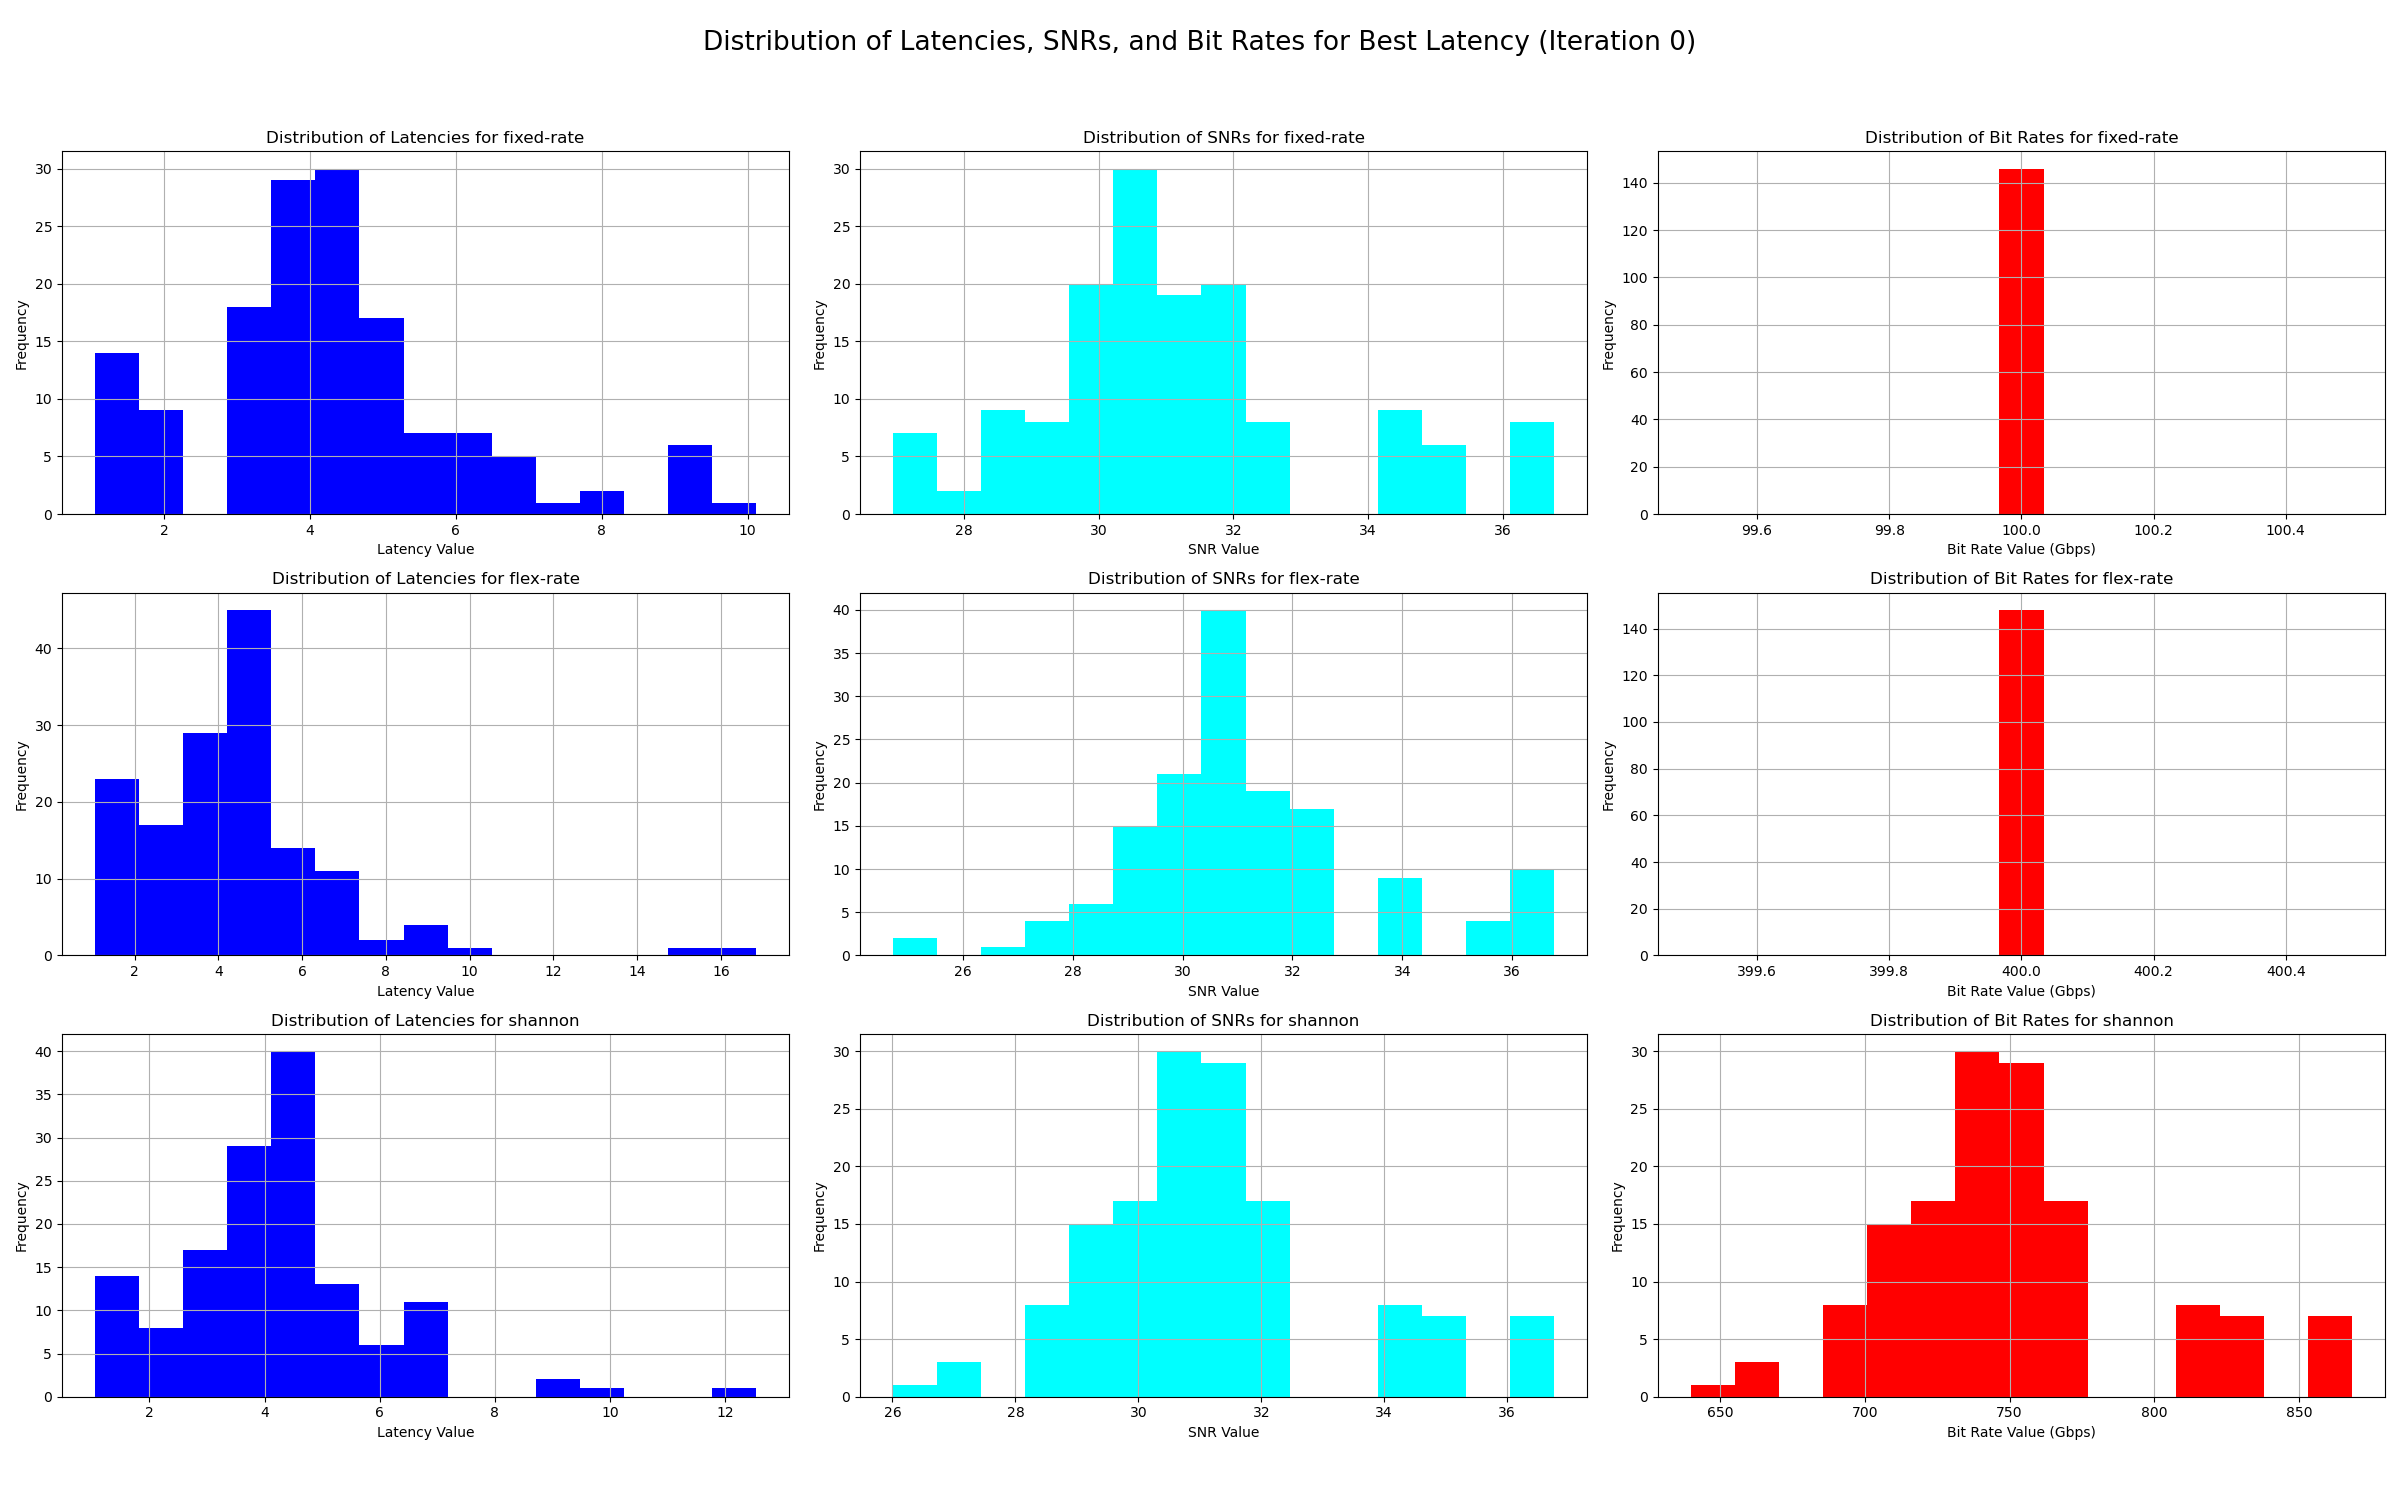 Distribution of Latencies, SNRs, and Bit Rates for Best Latency (Iteration 0)
Distribution of Latencies for fixed-rate
Frequency
30
25
20
15
10
5
0
2 4 6 8 10
Latency Value
Distribution of SNRs for fixed-rate
Frequency
30
25
20
15
10
5
0
28 30 32 34 36
SNR Value
Distribution of Bit Rates for fixed-rate
Frequency
140
120
100
80
60
40
20
0
99.6 99.8 100.0 100.2 100.4
Bit Rate Value (Gbps)
Distribution of Latencies for flex-rate
Frequency
40
30
20
10
0
2 4 6 8 10 12 14 16
Latency Value
Distribution of SNRs for flex-rate
Frequency
40
35
30
25
20
15
10
5
0
26 28 30 32 34 36
SNR Value
Distribution of Bit Rates for flex-rate
Frequency
140
120
100
80
60
40
20
0
399.6 399.8 400.0 400.2 400.4
Bit Rate Value (Gbps)
Distribution of Latencies for shannon
Frequency
40
35
30
25
20
15
10
5
0
2 4 6 8 10 12
Latency Value
Distribution of SNRs for shannon
Frequency
30
25
20
15
10
5
0
26 28 30 32 34 36
SNR Value
Distribution of Bit Rates for shannon
Frequency
30
25
20
15
10
5
0
650 700 750 800 850
Bit Rate Value (Gbps)